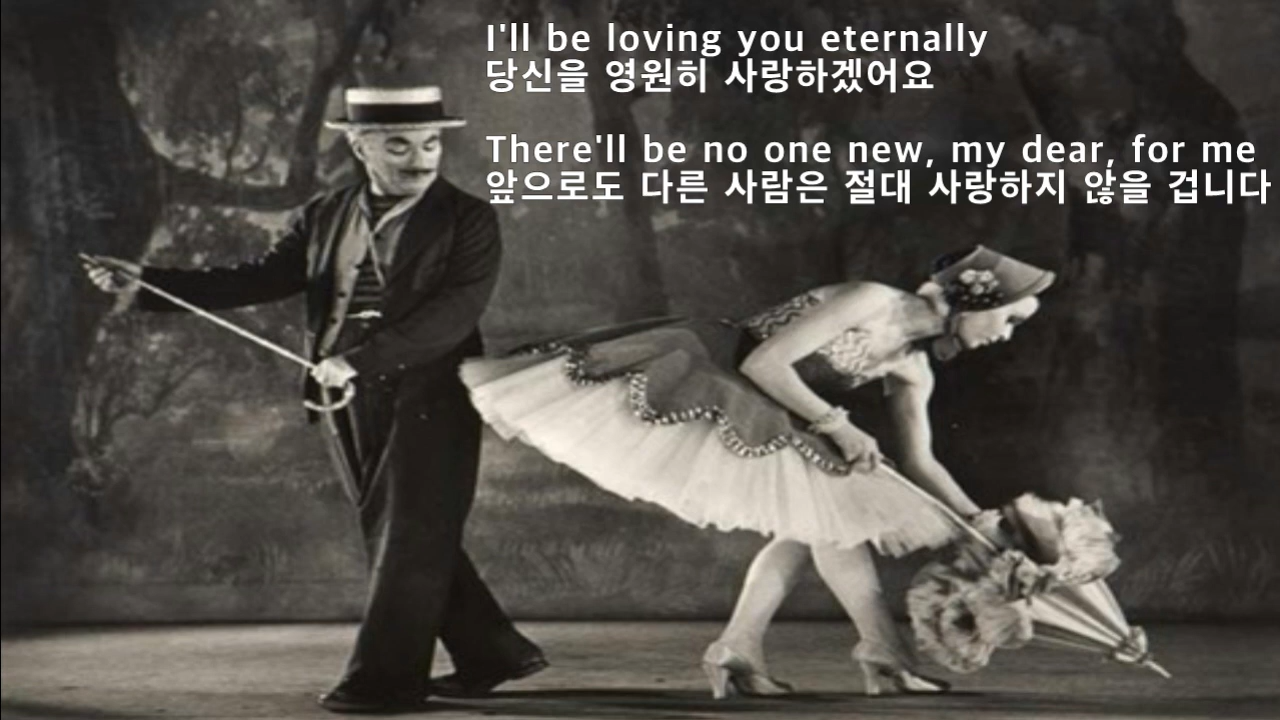 I'll be loving you eternally
당신을 영원히 사랑하겠어요
There'll be no one new, my dear, for me
앞으로도 다른 사람은 절대 사랑하지 않을 겁니다